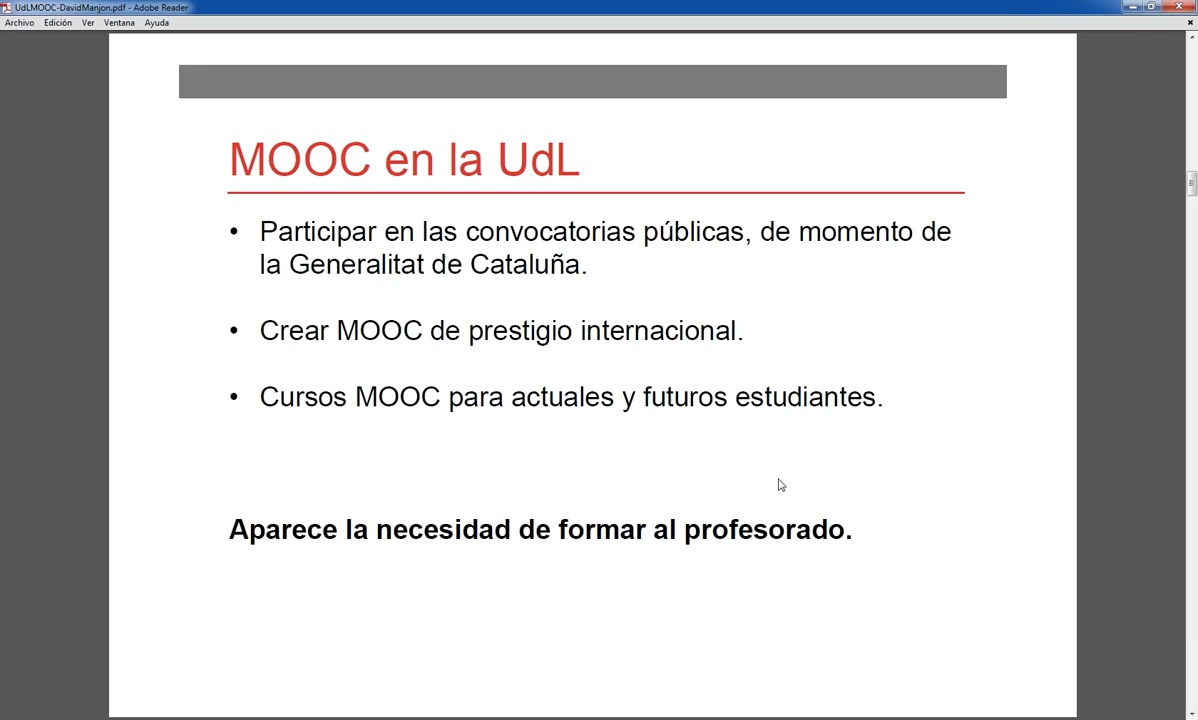 UdLMOOC-DavidManjon.pdf - Adobe Reader
Archivo Edición Ver Ventana Ayuda
MOOC en la UdL
• Participar en las convocatorias públicas, de momento de
la Generalitat de Cataluña.
• Crear MOOC de prestigio internacional.
• Cursos MOOC para actuales y futuros estudiantes.
Aparece la necesidad de formar al profesorado.